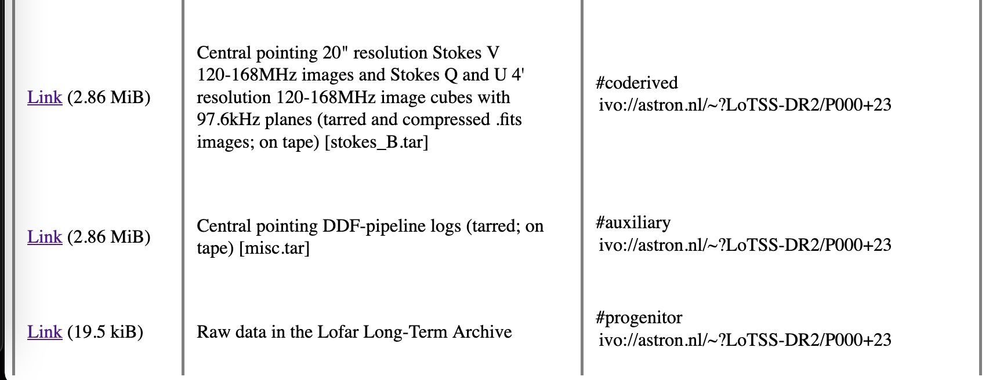 Link (2.86 MiB)
Central pointing 20" resolution Stokes V
120-168MHz images and Stokes Q and U 4'
resolution 120-168MHz image cubes with
97.6kHz planes (tarred and compressed .fits
images; on tape) [stokes_B.tar]
#coderived
ivo://astron.nl/~?LoTSS-DR2/P000+23
Link (2.86 MiB)
Central pointing DDF-pipeline logs (tarred; on
tape) [misc.tar]
#auxiliary
ivo://astron.nl/~?LoTSS-DR2/P000+23
Link (19.5 kiB)
Raw data in the Lofar Long-Term Archive
#progenitor
ivo://astron.nl/~?LoTSS-DR2/P000+23